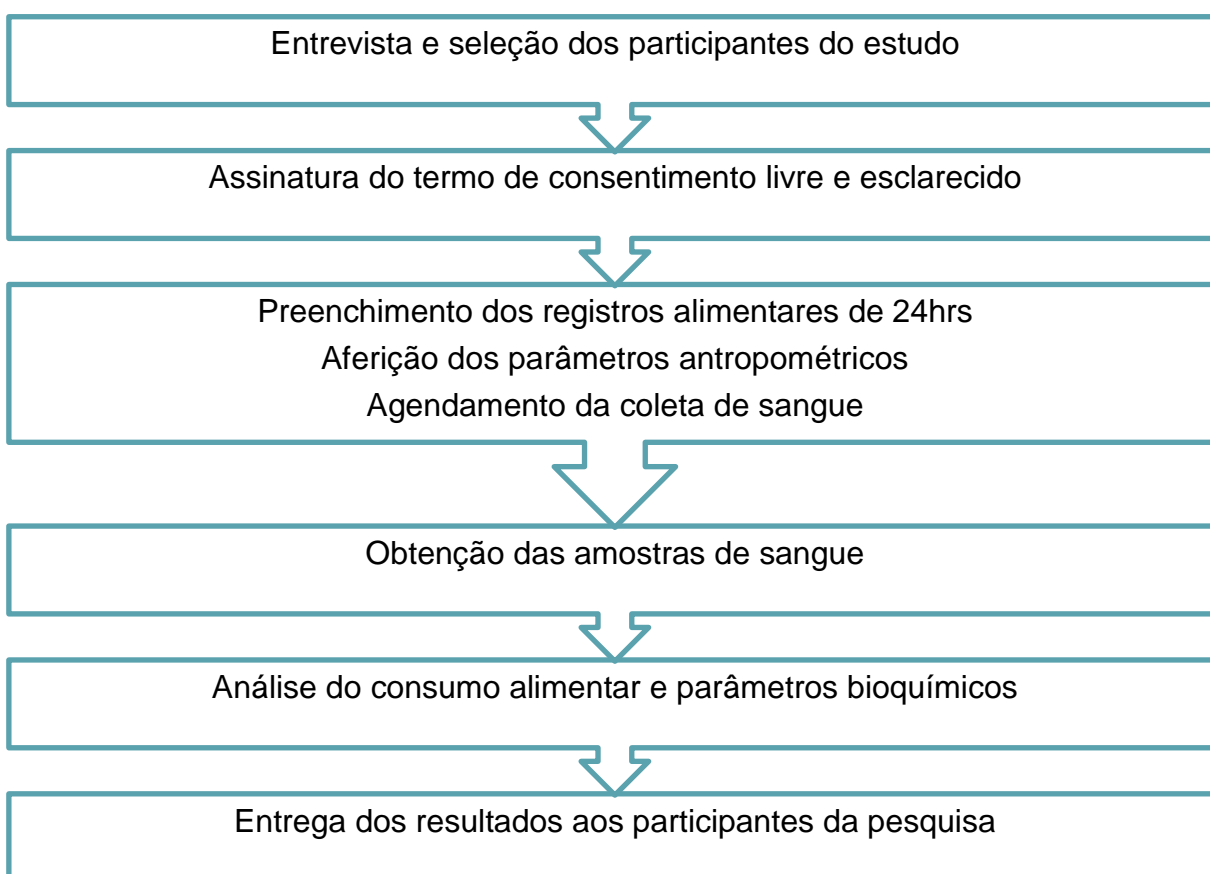 Entrevista e seleção dos participantes do estudo
Assinatura do termo de consentimento livre e esclarecido
Preenchimento dos registros alimentares de 24hrs
Aferição dos parâmetros antropométricos
Agendamento da coleta de sangue
Obtenção das amostras de sangue
Análise do consumo alimentar e parâmetros bioquímicos
Entrega dos resultados aos participantes da pesquisa